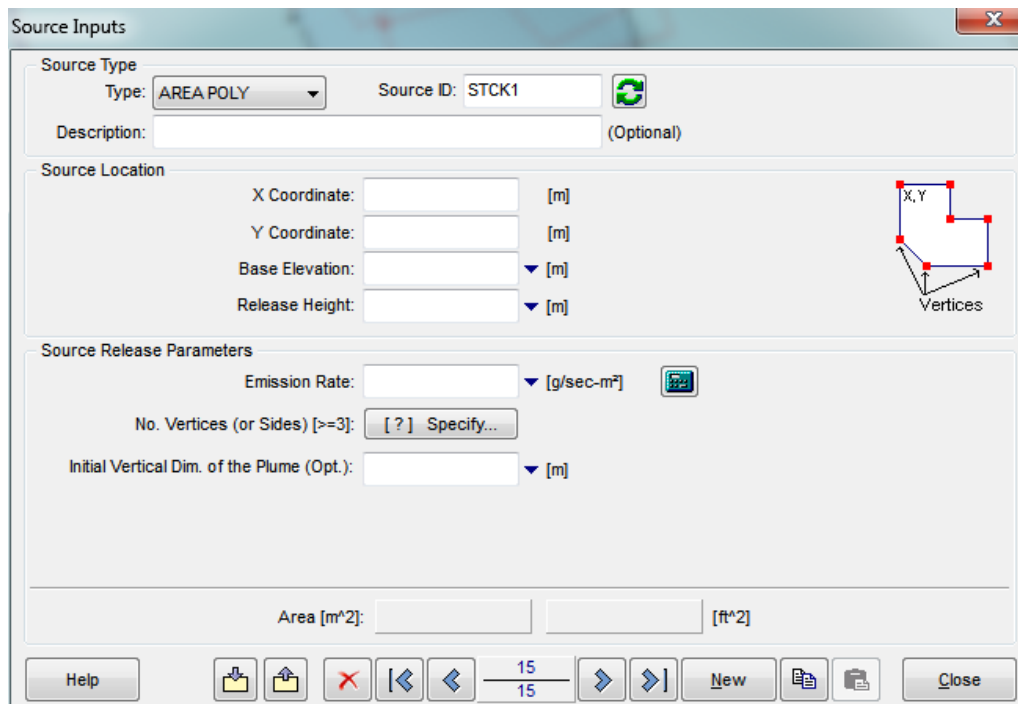 Source Inputs
Source Type
Type: AREA POLY Source ID: STCK1
Description: (Optional)
Source Location
X Coordinate: [m]
Y Coordinate: [m]
Base Elevation: [m]
Release Height: [m]
X,Y
Vertices
Source Release Parameters
Emission Rate: [g/sec-m²]
No. Vertices (or Sides) [>=3]: [ ? ] Specify...
Initial Vertical Dim. of the Plume (Opt.): [m]
Area [m^2]: [ft^2]
Help 15 New Close
15